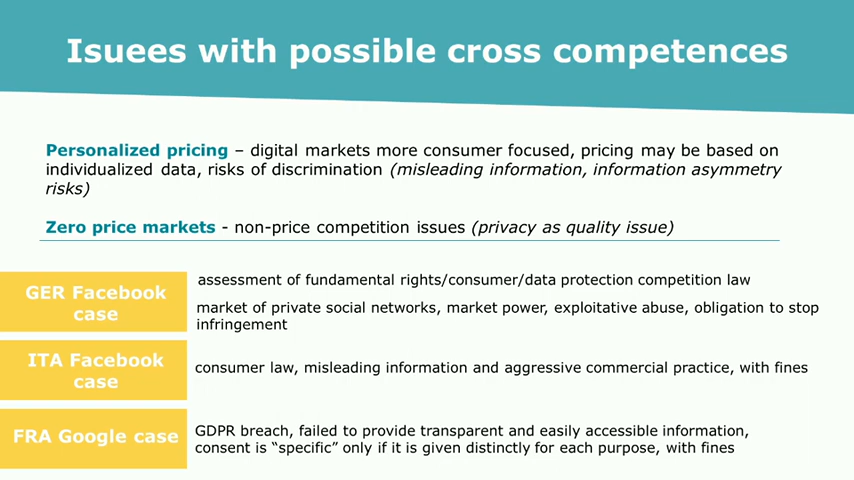 Isuees with possible cross competences
Personalized pricing – digital markets more consumer focused, pricing may be based on
individualized data, risks of discrimination (misleading information, information asymmetry
risks)
Zero price markets - non-price competition issues (privacy as quality issue)
GER Facebook
case
assessment of fundamental rights/consumer/data protection competition law
market of private social networks, market power, exploitative abuse, obligation to stop
infringement
ITA Facebook
case
consumer law, misleading information and aggressive commercial practice, with fines
FRA Google case
GDPR breach, failed to provide transparent and easily accessible information,
consent is “specific” only if it is given distinctly for each purpose, with fines